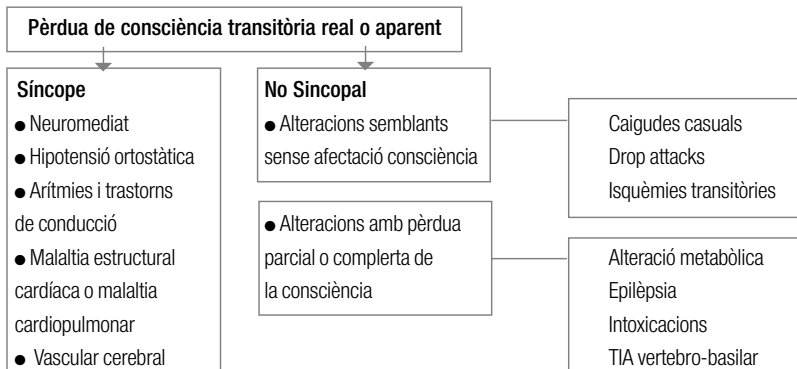 Pèrdua de consciència transitòria real o aparent
Síncope
● Neuromediat
● Hipotensió ortostàtica
● Arítmies i trastorns
de conducció
● Malaltia estructural
cardíaca o malaltia
cardiopulmonar
● Vascular cerebral
No Sincopal
● Alteracions semblants
sense afectació consciència
● Alteracions amb pèrdua
parcial o complerta de
la consciència
Caigudes casuals
Drop attacks
Isquèmies transitòries
Alteració metabòlica
Epilèpsia
Intoxicacions
TIA vertebro-basilar